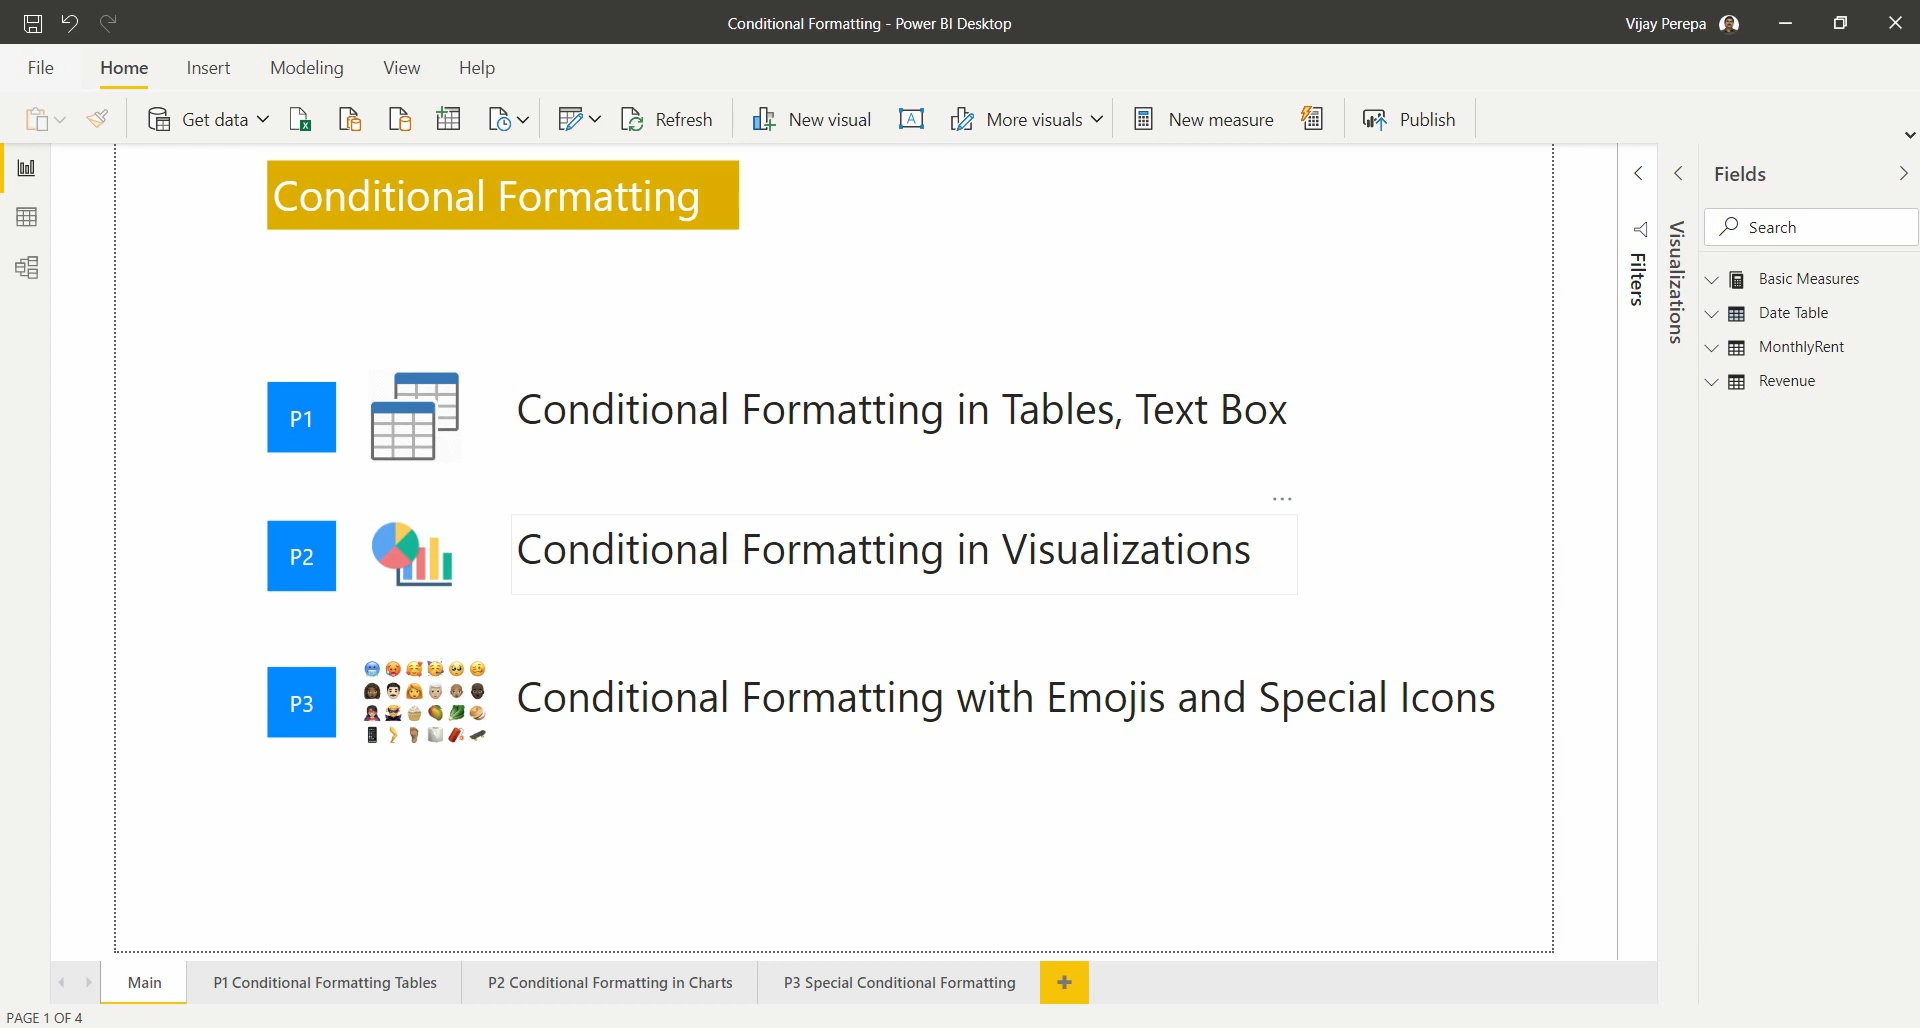 Conditional Formatting - Power BI Desktop
Vijay Perepa
File
Home
Insert
Modeling
View
Help
Get data
Refresh
New visual
A
More visuals
New measure
Publish
Conditional Formatting
P1
Conditional Formatting in Tables, Text Box
P2
Conditional Formatting in Visualizations
P3
Conditional Formatting with Emojis and Special Icons
Filters
Visualizations
Fields
Search
Basic Measures
Date Table
MonthlyRent
Revenue
Main
P1 Conditional Formatting Tables
P2 Conditional Formatting in Charts
P3 Special Conditional Formatting
PAGE 1 OF 4